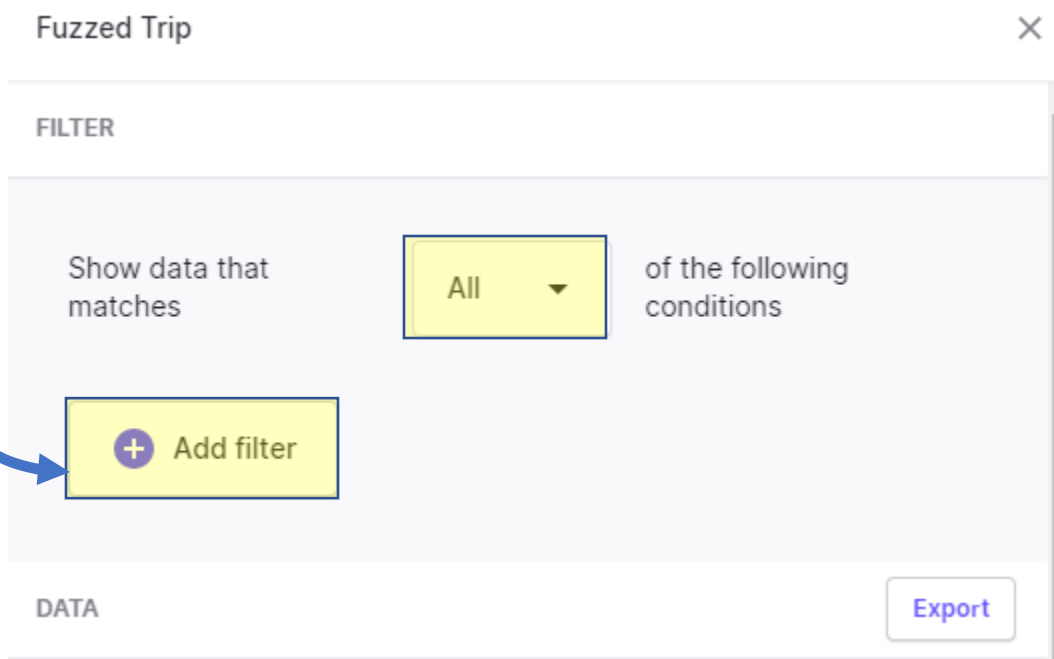 Fuzzed Trip
FILTER
Show data that
matches
All
of the following
conditions
Add filter
DATA
Export